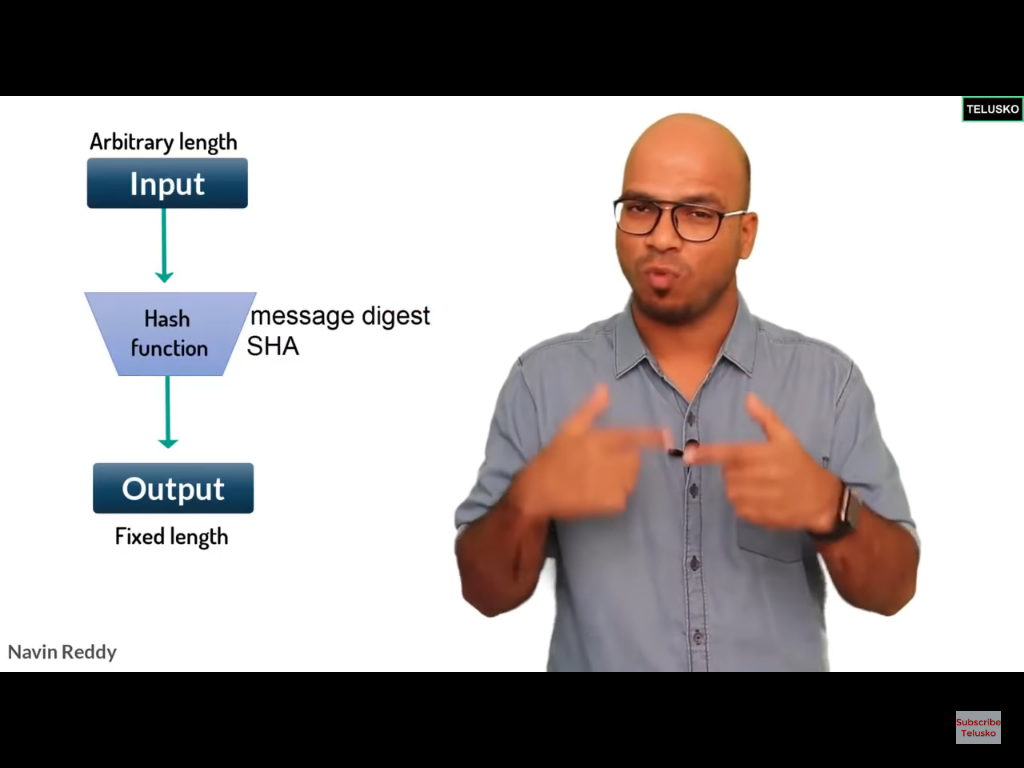 TELUSKO
Arbitrary length
Input
Hash
function
message digest
SHA
Output
Fixed length
Navin Reddy
Subscribe
Telusko